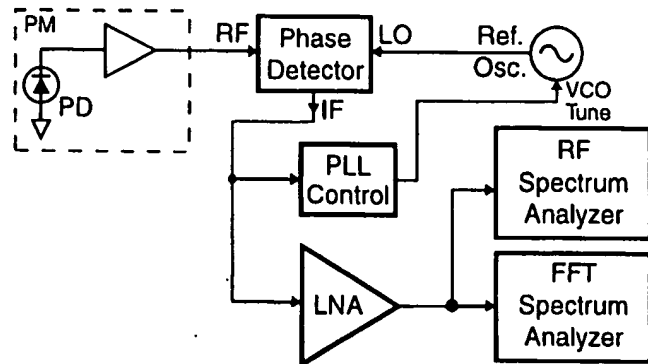 PM
PD
RF
Phase
Detector
LO
Ref.
Osc.
IF
VCO
Tune
PLL
Control
RF
Spectrum
Analyzer
LNA
FFT
Spectrum
Analyzer